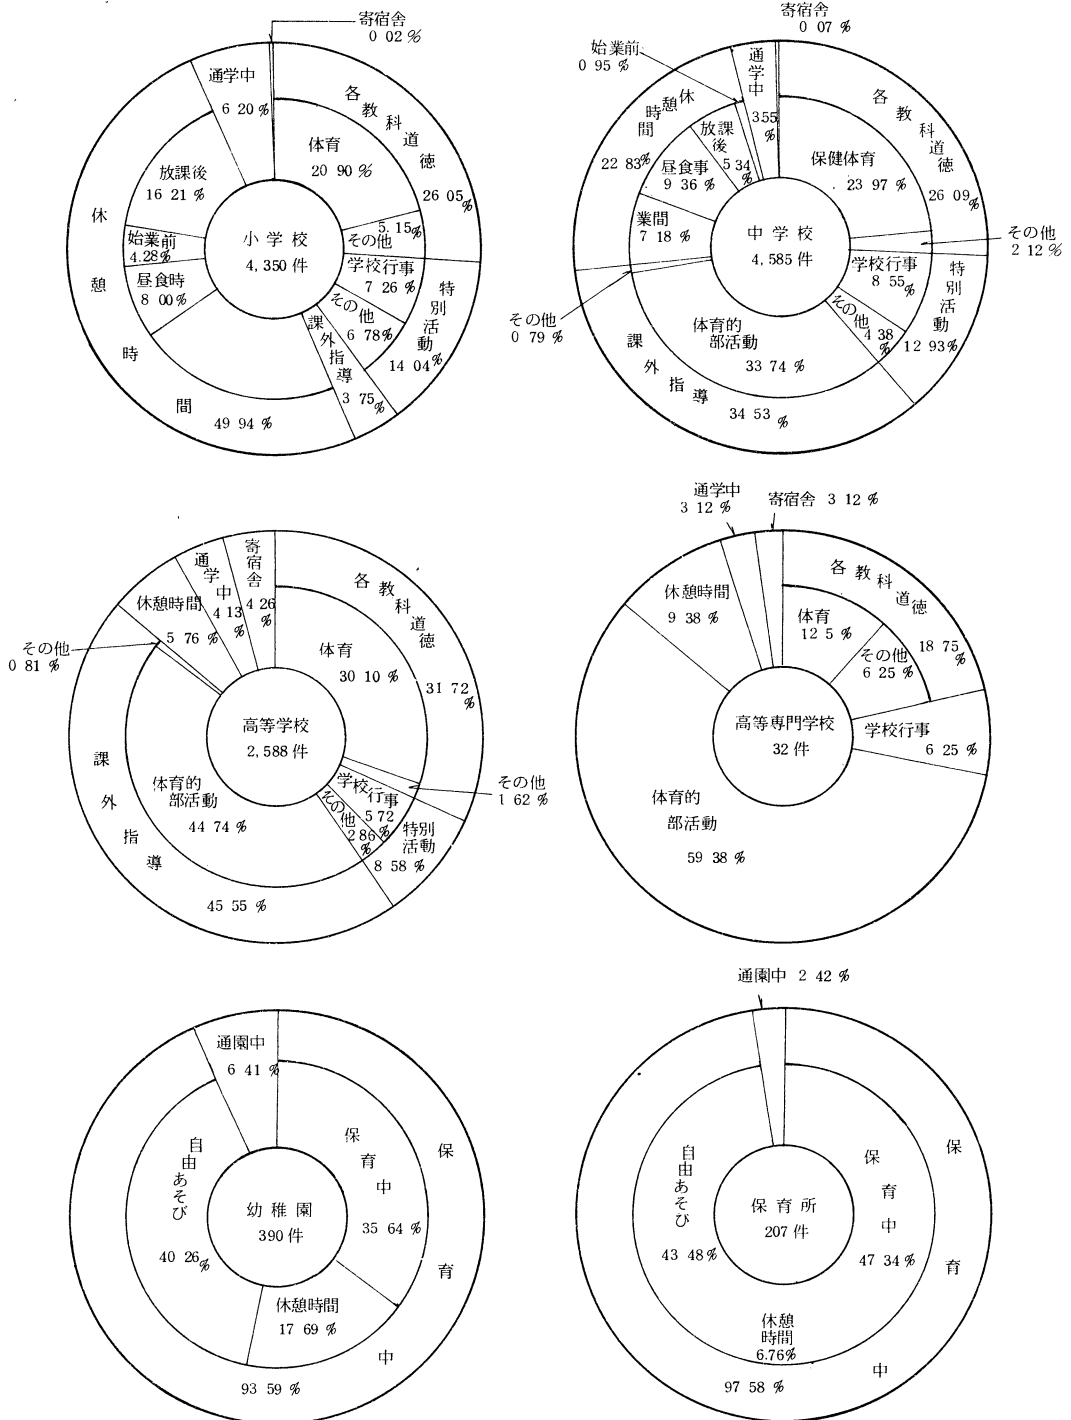 寄宿舎
0 02 %
通学中
6 20 %
各教科道徳
26 05 %
体育
20 90 %
5.15 %
その他
学校行事
7 26 %
その他
6 78 %
特別活動
14 04 %
課外指導
3 75 %
休憩時間
49 94 %
放課後
16 21 %
始業前
4.28%
昼食時
8 00%
小学校
4,350 件
寄宿舎
0 07 %
始業前
0 95 %
通学中
3 55 %
各教科道徳
26 09 %
保健体育
23 97 %
その他
2 12 %
学校行事
8 55 %
その他
4 38 %
特別活動
12 93 %
休憩時間
22 83 %
放課後
5 34 %
昼食事
9 36 %
業間
7 18 %
その他
0 79 %
体育的
部活動
33 74 %
課外指導
34 53 %
中学校
4,585 件
寄宿舎
4 26 %
通学中
4 13 %
休憩時間
5 76 %
その他
0 81 %
各教科道徳
31 72 %
体育
30 10 %
その他
1 62 %
学校行事
5 72 %
その他
2 86 %
特別
活動
8 58 %
体育的
部活動
44 74 %
課外指導
45 55 %
高等学校
2,588 件
通学中
3 12 %
寄宿舎 3 12 %
休憩時間
9 38 %
各教科道徳
18 75 %
体育
12 5 %
その他
6 25 %
学校行事
6 25 %
体育的
部活動
59 38 %
高等専門学校
32 件
通園中
6 41 %
自由あそび
40 26 %
保育中
35 64 %
休憩時間
17 69 %
保育中
93 59 %
幼稚園
390 件
通園中 2 42 %
自由あそび
43 48%
保育中
47 34 %
休憩
時間
6.76%
保育中
97 58 %
保育所
207 件